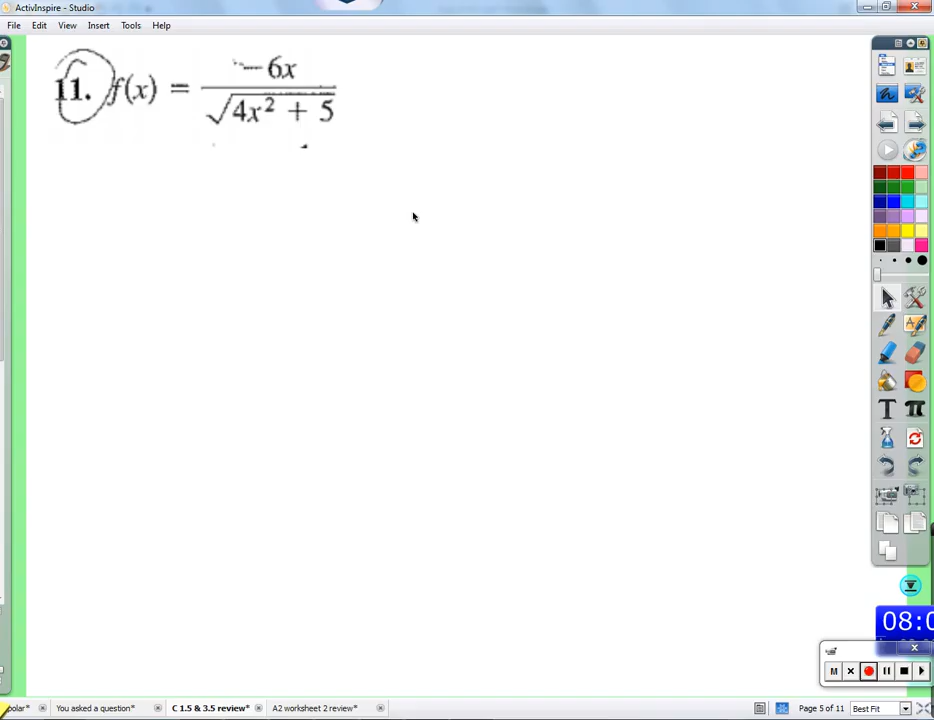 ActivInspire - Studio
File Edit View Insert Tools Help
11. f(x) = −6x / √4x² + 5
08:0
M
polar* You asked a question* C 1.5 & 3.5 review* A2 worksheet 2 review* Page 5 of 11 Best Fit